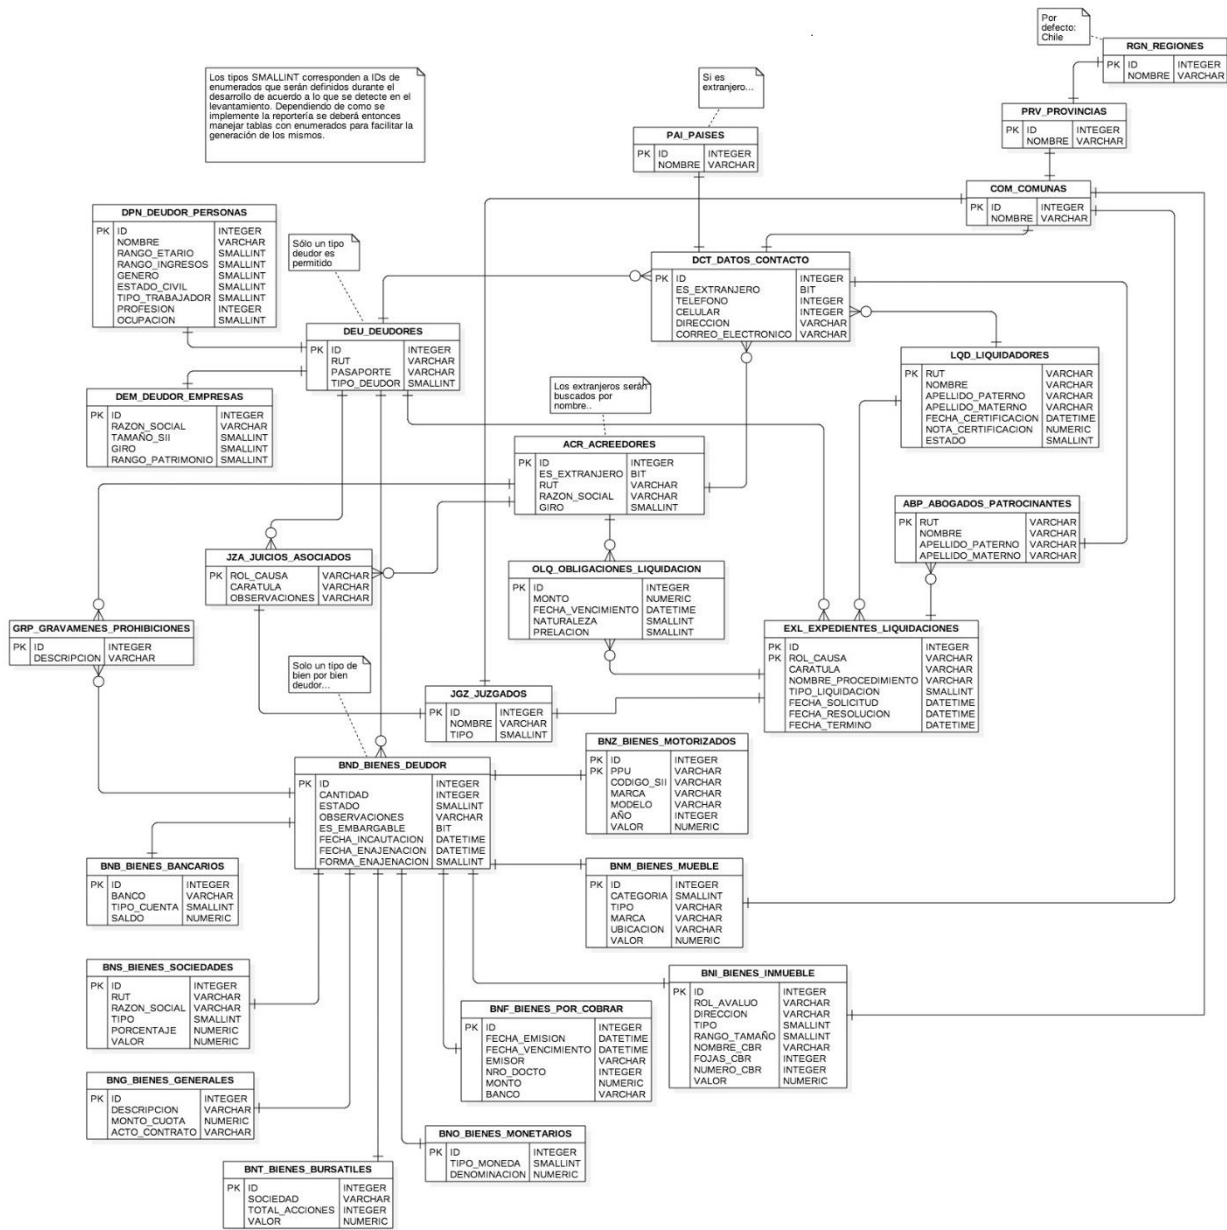 Por
defecto:
Chile
RGN_REGIONES
PK ID INTEGER
NOMBRE VARCHAR
Los tipos SMALLINT corresponden a IDs de
enumerados que serán definidos durante el
desarrollo de acuerdo a lo que se detecte en el
levantamiento. Dependiendo de como se
implemente la reportería se deberá entonces
manejar tablas con enumerados para facilitar la
generación de los mismos.
Si es
extranjero...
PRV_PROVINCIAS
PK ID INTEGER
NOMBRE VARCHAR
PAI_PAISES
PK ID INTEGER
NOMBRE VARCHAR
COM_COMUNAS
PK ID INTEGER
NOMBRE VARCHAR
DPN_DEUDOR_PERSONAS
PK ID INTEGER
NOMBRE VARCHAR
RANGO_ETARIO SMALLINT
RANGO_INGRESOS SMALLINT
GENERO SMALLINT
ESTADO_CIVIL SMALLINT
TIPO_TRABAJADOR SMALLINT
PROFESION INTEGER
OCUPACION SMALLINT
Sólo un tipo
deudor es
permitido
DCT_DATOS_CONTACTO
PK ID INTEGER
ES_EXTRANJERO BIT
TELEFONO INTEGER
CELULAR INTEGER
DIRECCION VARCHAR
CORREO_ELECTRONICO VARCHAR
DEU_DEUDORES
PK ID INTEGER
RUT VARCHAR
PASAPORTE VARCHAR
TIPO_DEUDOR SMALLINT
LQD_LIQUIDADORES
PK RUT VARCHAR
NOMBRE VARCHAR
APELLIDO_PATERNO VARCHAR
APELLIDO_MATERNO VARCHAR
FECHA_CERTIFICACION DATETIME
NOTA_CERTIFICACION NUMERIC
ESTADO SMALLINT
DEM_DEUDOR_EMPRESAS
PK ID INTEGER
RAZON_SOCIAL VARCHAR
TAMAÑO_SII SMALLINT
GIRO SMALLINT
RANGO_PATRIMONIO SMALLINT
Los extranjeros serán
buscados por
nombre..
ACR_ACREEDORES
PK ID INTEGER
ES_EXTRANJERO BIT
RUT VARCHAR
RAZON_SOCIAL VARCHAR
GIRO SMALLINT
ABP_ABOGADOS_PATROCINANTES
PK RUT VARCHAR
NOMBRE VARCHAR
APELLIDO_PATERNO VARCHAR
APELLIDO_MATERNO VARCHAR
JZA_JUICIOS_ASOCIADOS
PK ROL_CAUSA VARCHAR
CARATULA VARCHAR
OBSERVACIONES VARCHAR
OLQ_OBLIGACIONES_LIQUIDACION
PK ID INTEGER
MONTO NUMERIC
FECHA_VENCIMIENTO DATETIME
NATURALEZA SMALLINT
PRELACION SMALLINT
GRP_GRAVAMENES_PROHIBICIONES
PK ID INTEGER
DESCRIPCION VARCHAR
EXL_EXPEDIENTES_LIQUIDACIONES
PK ID INTEGER
PK ROL_CAUSA VARCHAR
CARATULA VARCHAR
NOMBRE_PROCEDIMIENTO VARCHAR
TIPO_LIQUIDACION SMALLINT
FECHA_SOLICITUD DATETIME
FECHA_RESOLUCION DATETIME
FECHA_TERMINO DATETIME
Solo un tipo de
bien por bien
deudor...
JGZ_JUZGADOS
PK ID INTEGER
NOMBRE VARCHAR
TIPO SMALLINT
BNZ_BIENES_MOTORIZADOS
PK ID INTEGER
PK PPU VARCHAR
CODIGO_SII VARCHAR
MARCA VARCHAR
MODELO VARCHAR
AÑO INTEGER
VALOR NUMERIC
BND_BIENES_DEUDOR
PK ID INTEGER
CANTIDAD INTEGER
ESTADO SMALLINT
OBSERVACIONES VARCHAR
ES_EMBARGABLE BIT
FECHA_INCAUTACION DATETIME
FECHA_ENAJENACION DATETIME
FORMA_ENAJENACION SMALLINT
BNB_BIENES_BANCARIOS
PK ID INTEGER
BANCO VARCHAR
TIPO_CUENTA SMALLINT
SALDO NUMERIC
BNM_BIENES_MUEBLE
PK ID INTEGER
CATEGORIA SMALLINT
TIPO VARCHAR
MARCA VARCHAR
UBICACION VARCHAR
VALOR NUMERIC
BNS_BIENES_SOCIEDADES
PK ID INTEGER
RUT VARCHAR
RAZON_SOCIAL VARCHAR
TIPO SMALLINT
PORCENTAJE NUMERIC
VALOR NUMERIC
BNI_BIENES_INMUEBLE
PK ID INTEGER
ROL_AVALUO VARCHAR
DIRECCION VARCHAR
TIPO SMALLINT
RANGO_TAMAÑO SMALLINT
NOMBRE_CBR VARCHAR
FOJAS_CBR INTEGER
NUMERO_CBR INTEGER
VALOR NUMERIC
BNF_BIENES_POR_COBRAR
PK ID INTEGER
FECHA_EMISION DATETIME
FECHA_VENCIMIENTO DATETIME
EMISOR VARCHAR
NRO_DOCTO INTEGER
MONTO NUMERIC
BANCO VARCHAR
BNG_BIENES_GENERALES
PK ID INTEGER
DESCRIPCION VARCHAR
MONTO_CUOTA NUMERIC
ACTO_CONTRATO VARCHAR
BNO_BIENES_MONETARIOS
PK ID INTEGER
TIPO_MONEDA SMALLINT
DENOMINACION NUMERIC
BNT_BIENES_BURSATILES
PK ID INTEGER
SOCIEDAD VARCHAR
TOTAL_ACCIONES INTEGER
VALOR NUMERIC